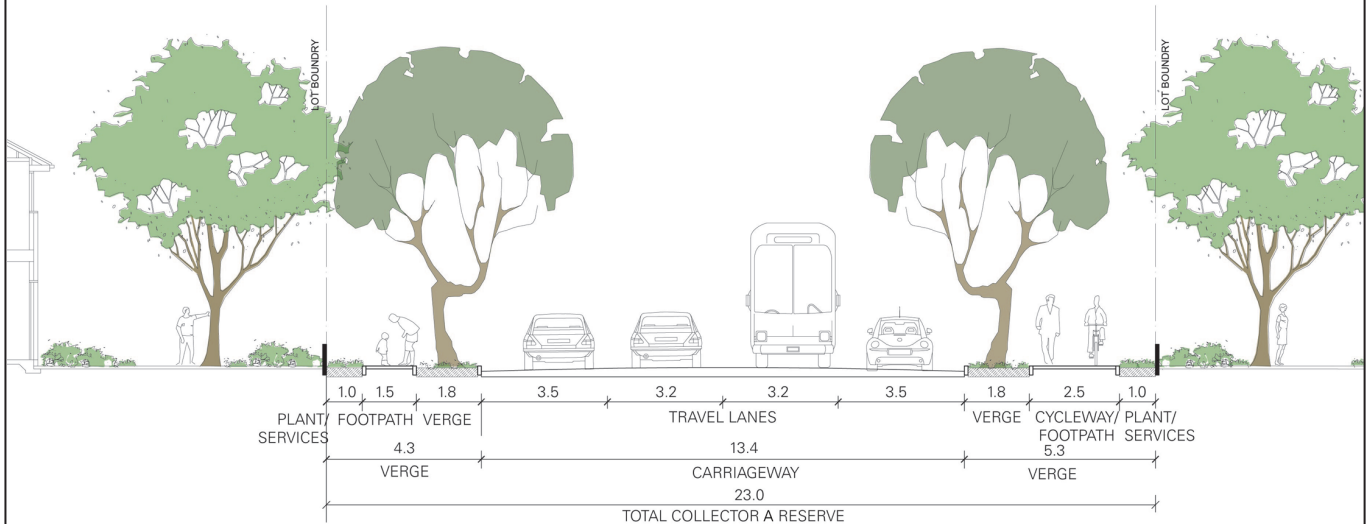 LOT BOUNDRY
LOT BOUNDRY
1.0 1.5 1.8 3.5 3.2 3.2 3.5 1.8 2.5 1.0
PLANT/ FOOTPATH VERGE TRAVEL LANES VERGE CYCLEWAY/ PLANT/
SERVICES FOOTPATH SERVICES
4.3 13.4 5.3
VERGE CARRIAGEWAY VERGE
23.0
TOTAL COLLECTOR A RESERVE